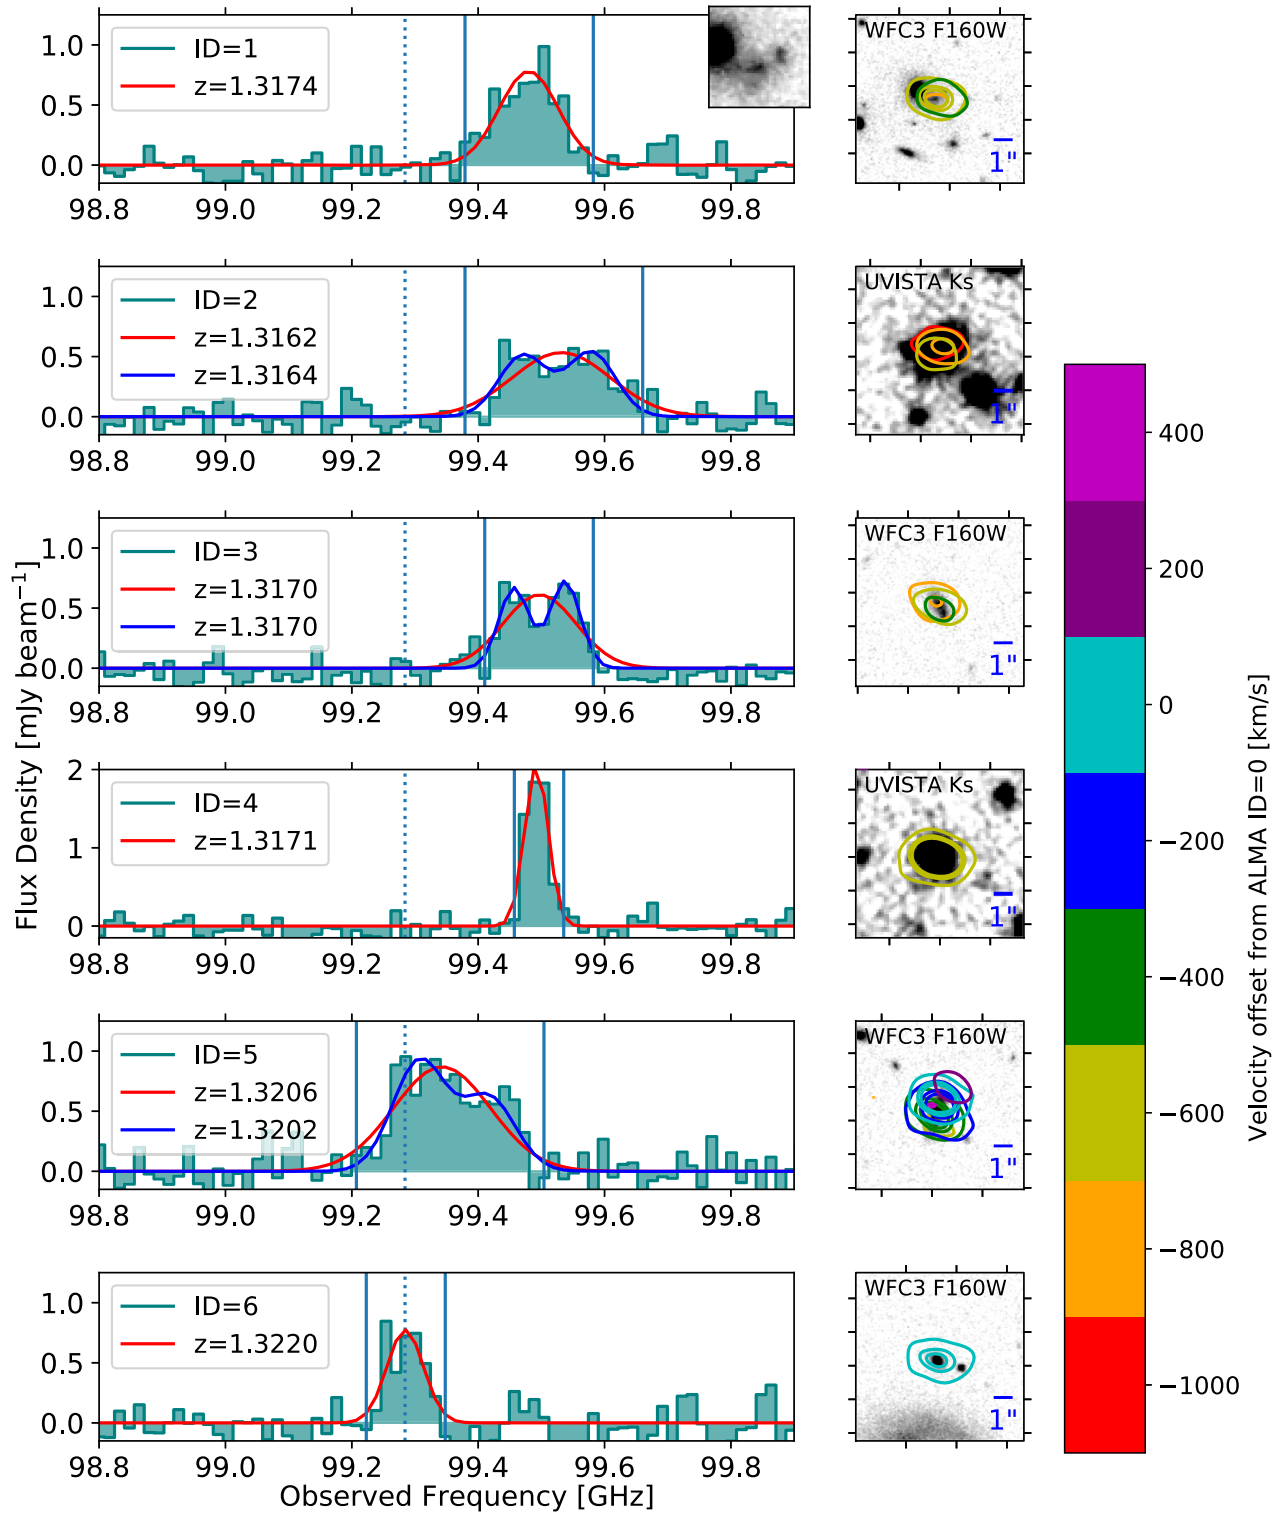 ID=1
z=1.3174
1.0
0.5
0.0
98.8 99.0 99.2 99.4 99.6 99.8
WFC3 F160W
1"
ID=2
z=1.3162
z=1.3164
1.0
0.5
0.0
98.8 99.0 99.2 99.4 99.6 99.8
UVISTA Ks
1"
ID=3
z=1.3170
z=1.3170
1.0
0.5
0.0
98.8 99.0 99.2 99.4 99.6 99.8
WFC3 F160W
1"
Flux Density [mJy beam⁻¹]
ID=4
z=1.3171
2
1
0
98.8 99.0 99.2 99.4 99.6 99.8
UVISTA Ks
1"
ID=5
z=1.3206
z=1.3202
1.0
0.5
0.0
98.8 99.0 99.2 99.4 99.6 99.8
WFC3 F160W
1"
ID=6
z=1.3220
1.0
0.5
0.0
98.8 99.0 99.2 99.4 99.6 99.8
WFC3 F160W
1"
Observed Frequency [GHz]
400
200
0
−200
−400
−600
−800
−1000
Velocity offset from ALMA ID=0 [km/s]